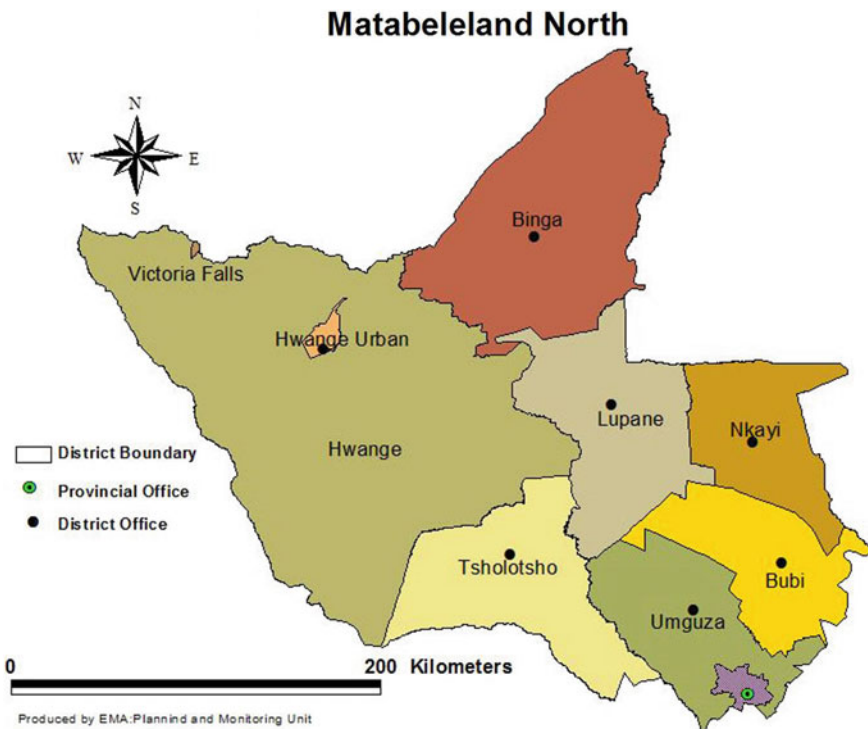 Matabeleland North
N
W E
S
Binga
Victoria Falls
Hwange Urban
Lupane
Nkayi
Hwange
District Boundary
Provincial Office
District Office
Tsholotsho
Bubi
Umguza
0 200 Kilometers
Produced by EMA:Plannind and Monitoring Unit